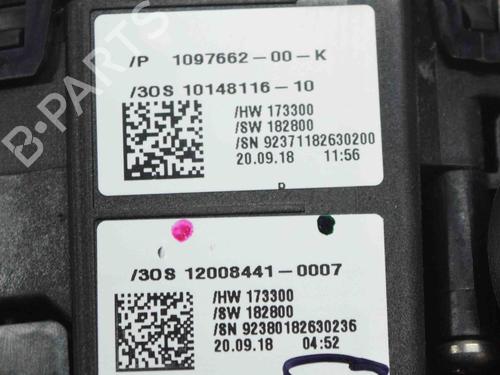 /P 1097662-00-K
/30S 10148116-10
/HW 173300
/SW 182800
/SN 92371182630200
20.09.18 11:56
/30S 12008441-0007
/HW 173300
/SW 182800
/SN 92380182630236
20.09.18 04:52